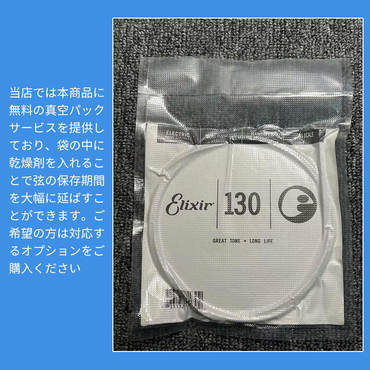 当店では本商品に
無料の真空パック
サービスを提供し
ており、袋の中に
乾燥剤を入れるこ
とで弦の保存期間
を大幅に延ばすこ
とができます。ご
希望の方は対応す
るオプションをご
購入ください
ELECTRIC
Elixir 130
GREAT TONE • LONG LIFE